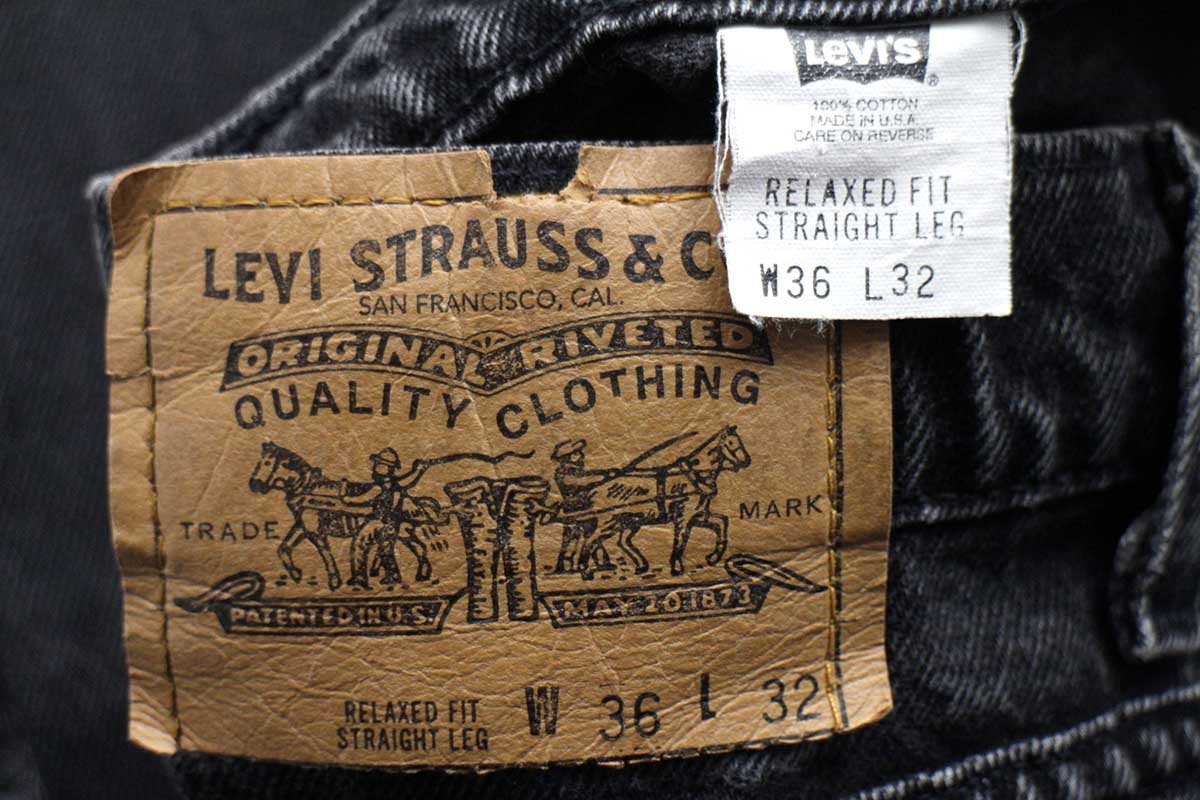 Levi's
®
100% COTTON
MADE IN U.S.A.
CARE ON REVERSE
RELAXED FIT
STRAIGHT LEG
W36 L32
LEVI STRAUSS & C
SAN FRANCISCO, CAL.
ORIGINAL RIVETED
QUALITY CLOTHING
TRADE MARK
PATENTED IN U.S.
MAY 20 1873
RELAXED FIT
STRAIGHT LEG
W 36 L 32